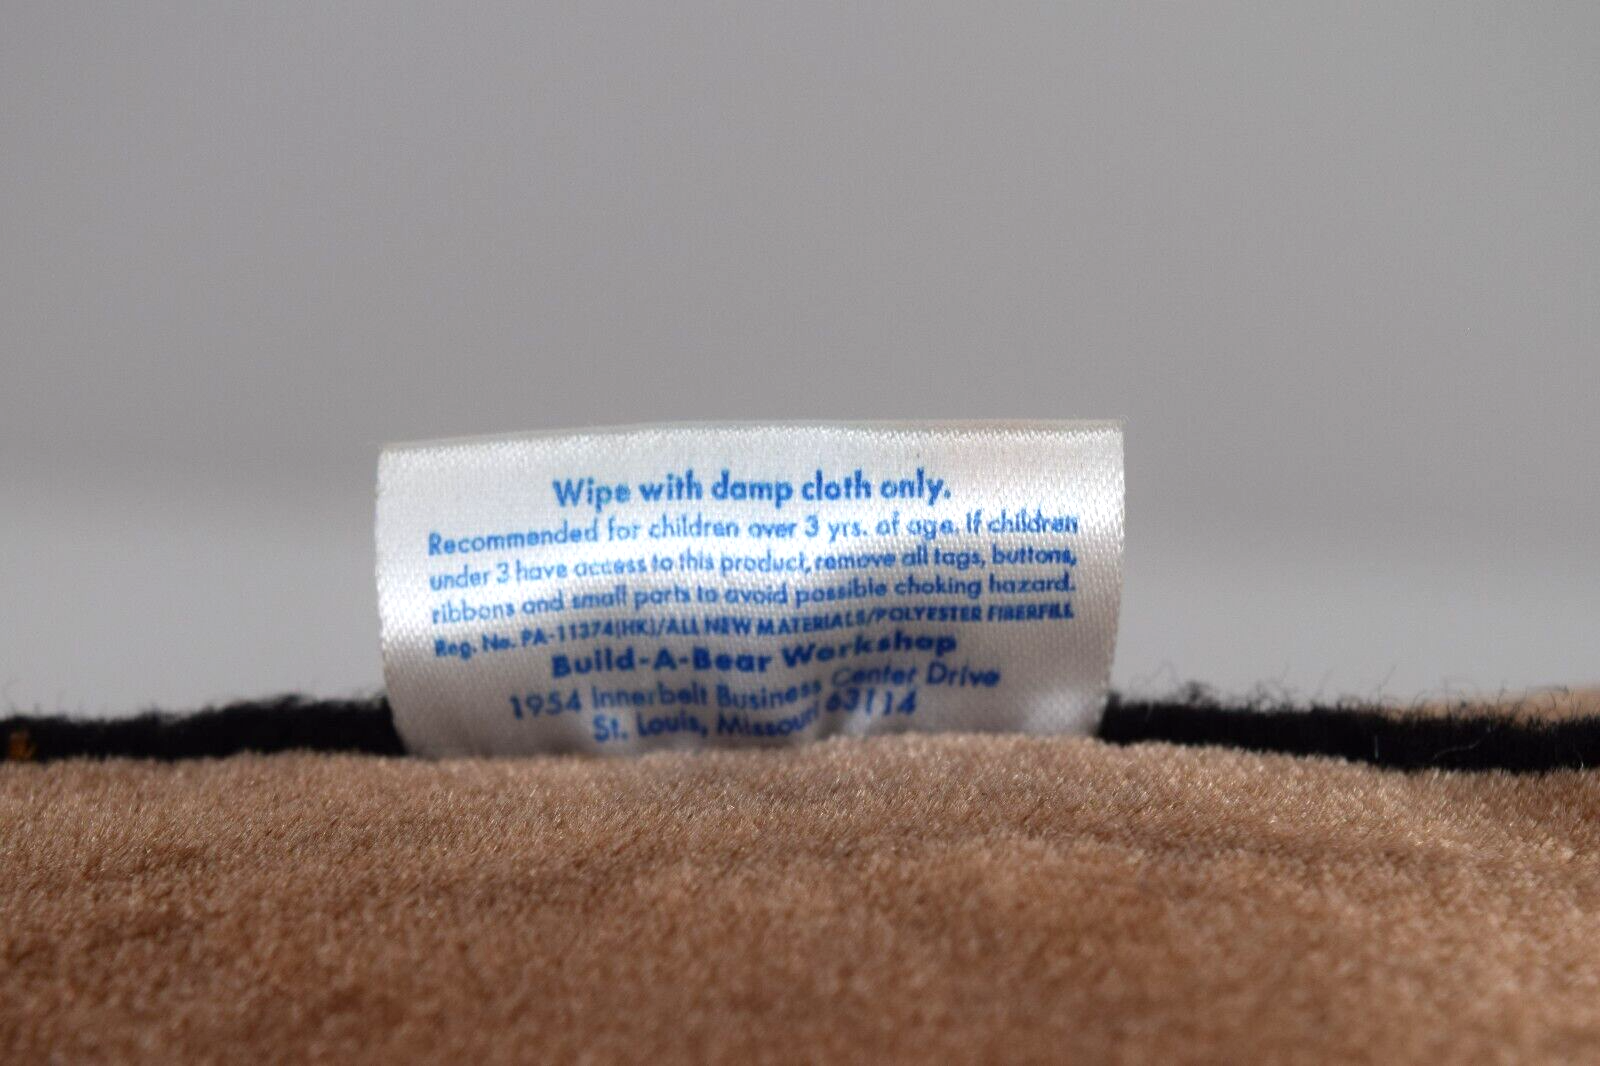 Wipe with damp cloth only.
Recommended for children over 3 yrs. of age. If children
under 3 have access to this product, remove all tags, buttons,
ribbons and small parts to avoid possible choking hazard.
Reg. No. PA-11374(HK)/ALL NEW MATERIALS/POLYESTER FIBERFILL
Build-A-Bear Workshop
1954 Innerbelt Business Center Drive
St. Louis, Missouri 63114